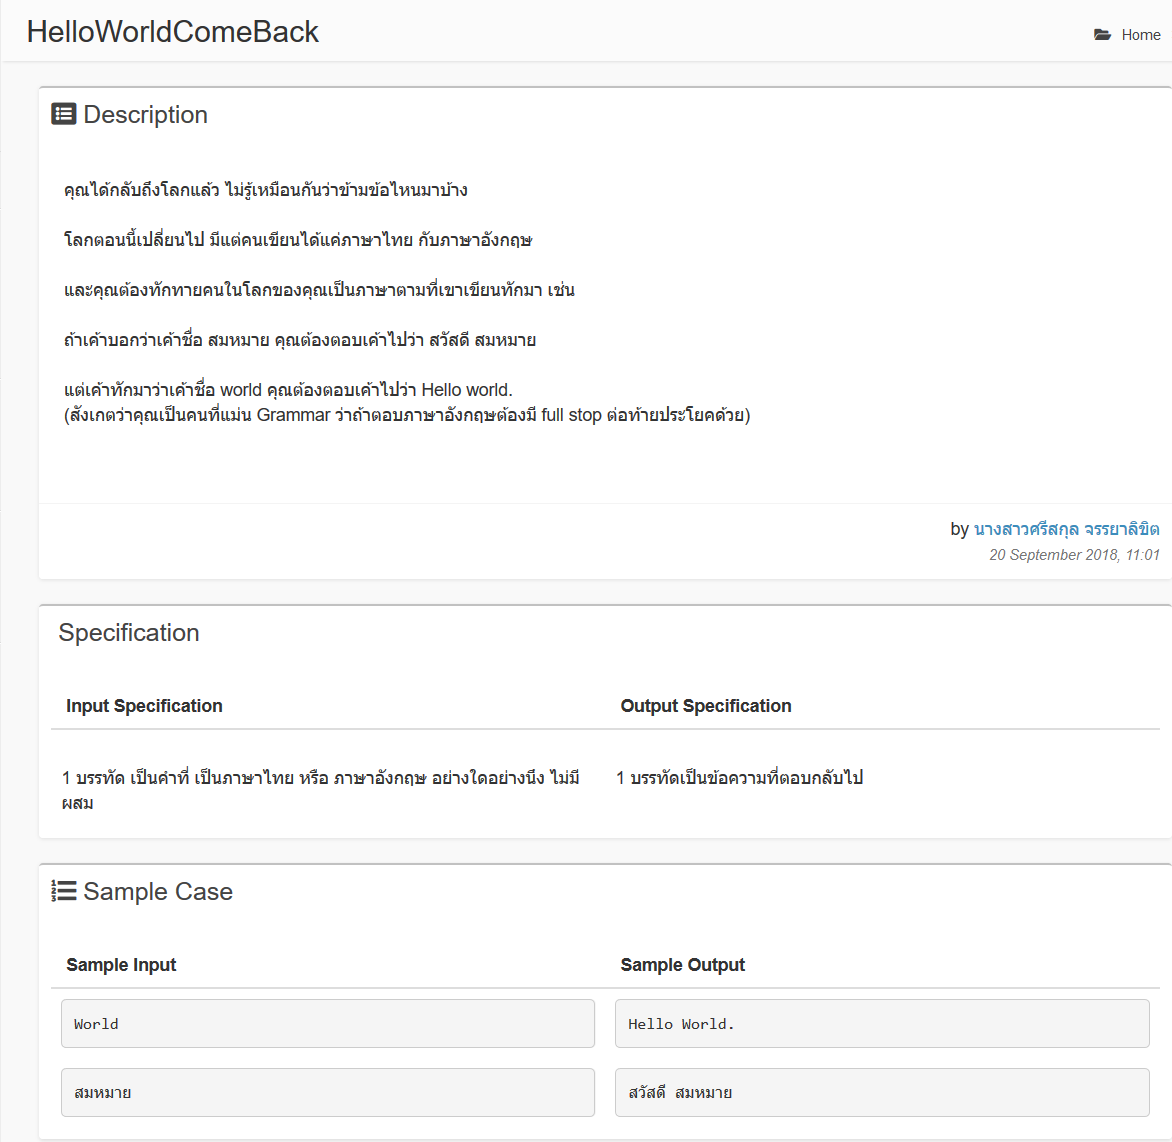 HelloWorldComeBack
Home
Description
คุณได้กลับถึงโลกแล้ว ไม่รู้เหมือนกันว่าข้ามข้อไหนมาบ้าง
โลกตอนนี้เปลี่ยนไป มีแต่คนเขียนได้แค่ภาษาไทย กับภาษาอังกฤษ
และคุณต้องทักทายคนในโลกของคุณเป็นภาษาตามที่เขาเขียนทักมา เช่น
ถ้าเค้าบอกว่าเค้าชื่อ สมหมาย คุณต้องตอบเค้าไปว่า สวัสดี สมหมาย
แต่เค้าทักมาว่าเค้าชื่อ world คุณต้องตอบเค้าไปว่า Hello world.
(สังเกตว่าคุณเป็นคนที่แม่น Grammar ว่าถ้าตอบภาษาอังกฤษต้องมี full stop ต่อท้ายประโยคด้วย)
by นางสาวศรีสกุล จรรยาลิขิต
20 September 2018, 11:01
Specification
Input Specification
Output Specification
1 บรรทัด เป็นคำที่ เป็นภาษาไทย หรือ ภาษาอังกฤษ อย่างใดอย่างนึง ไม่มี
ผสม
1 บรรทัดเป็นข้อความที่ตอบกลับไป
Sample Case
Sample Input
Sample Output
World
Hello World.
สมหมาย
สวัสดี สมหมาย